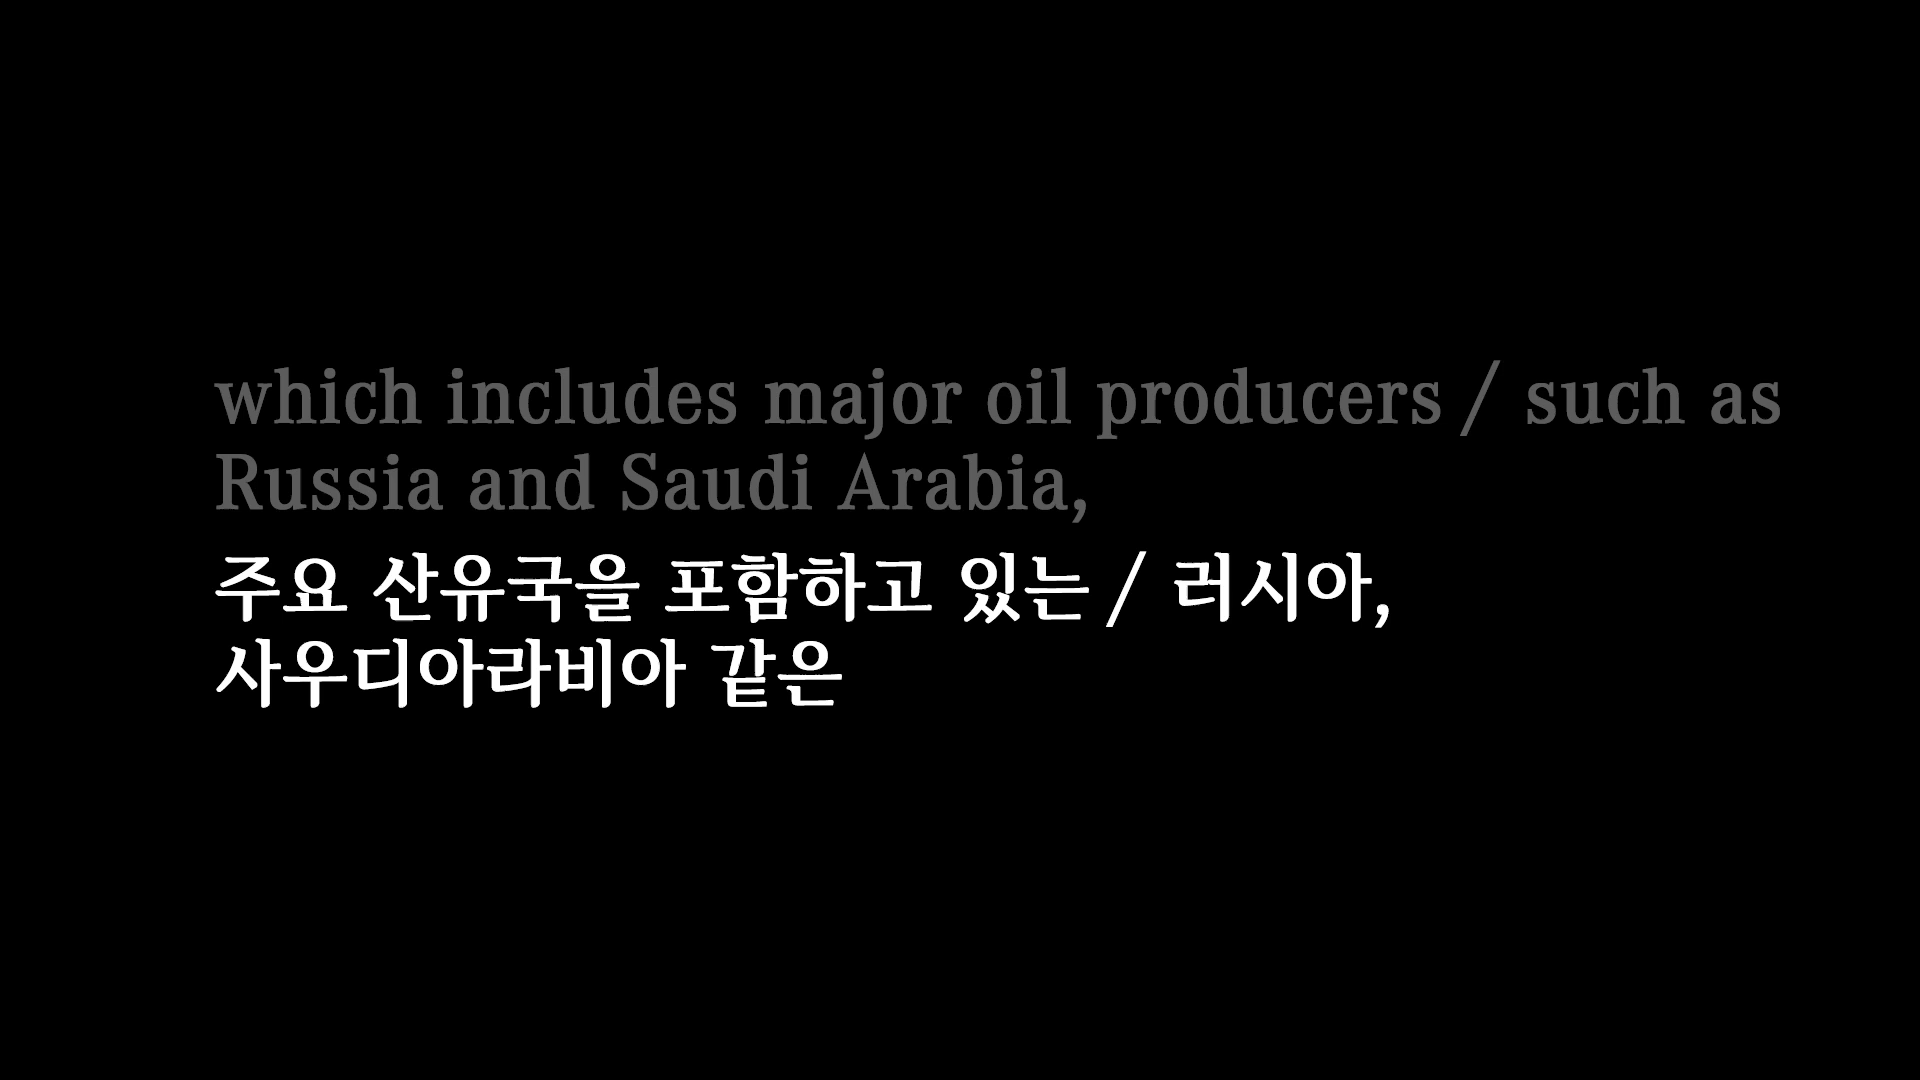 which includes major oil producers / such as
Russia and Saudi Arabia,
주요 산유국을 포함하고 있는 / 러시아,
사우디아라비아 같은